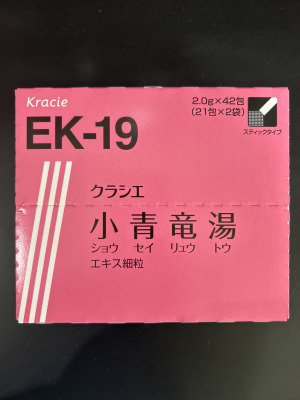 Kracie
2.0g×42包
(21包×2袋)
スティックタイプ
EK-19
クラシエ
小青竜湯
ショウ セイ リュウ トウ
エキス細粒